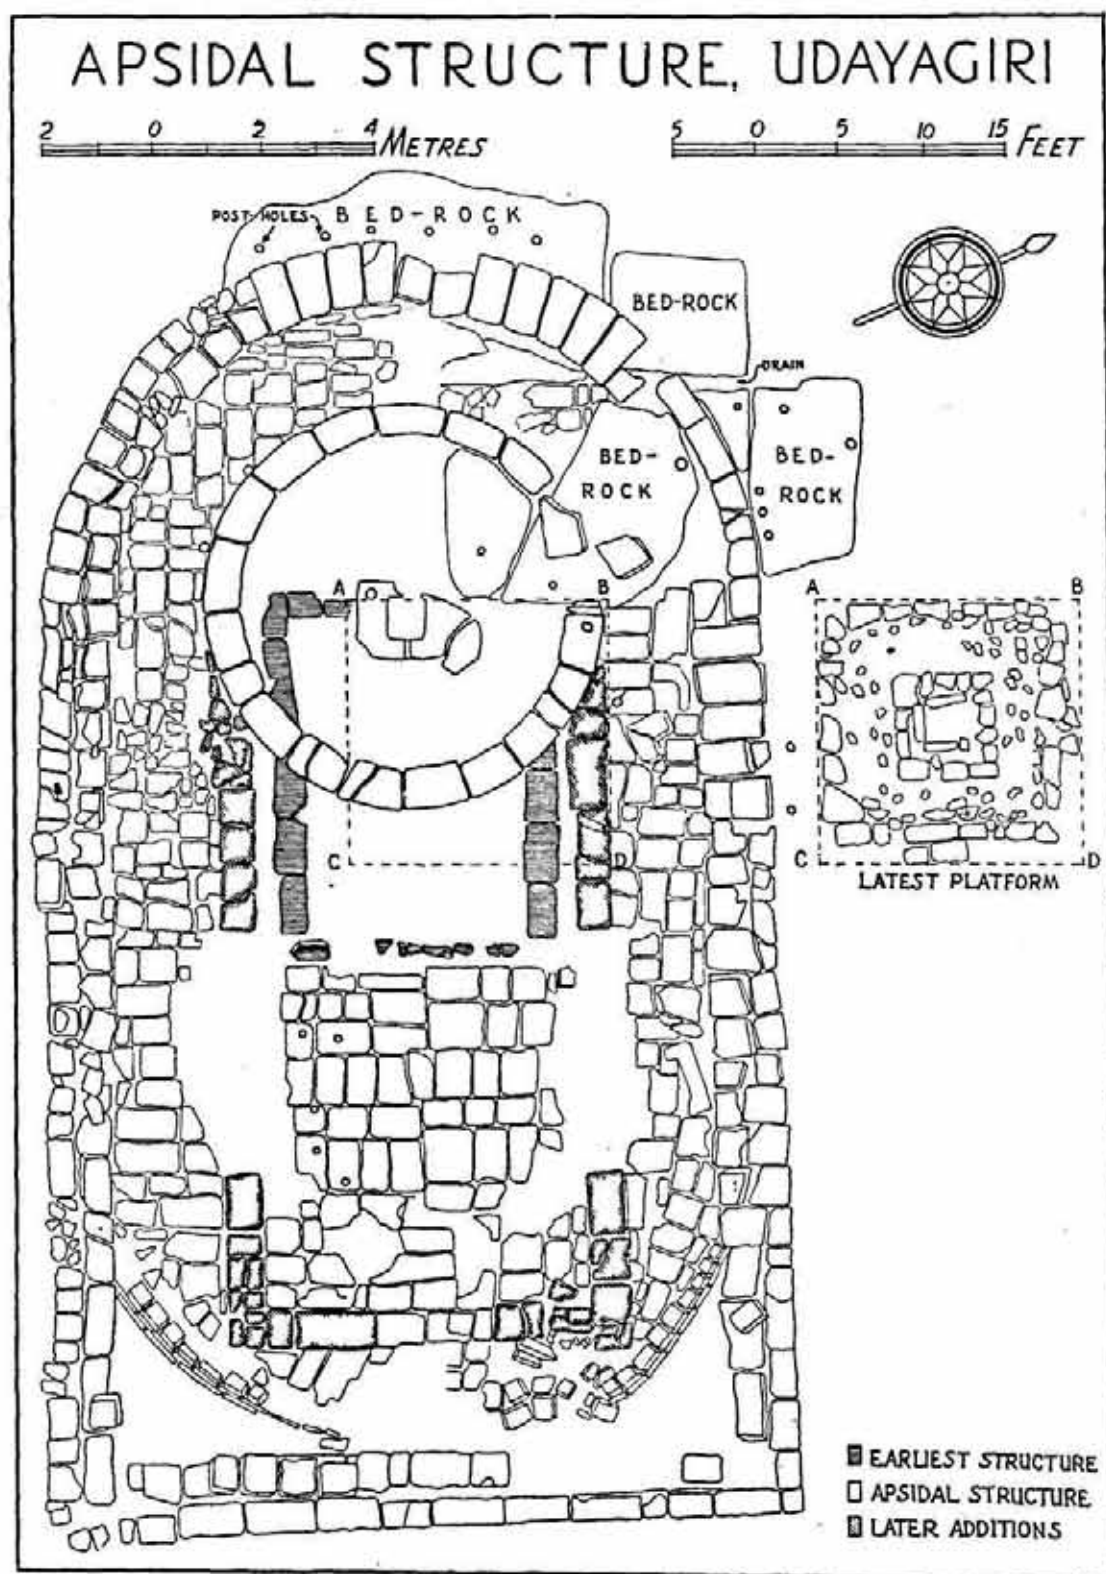 APSIDAL STRUCTURE, UDAYAGIRI
2 0 2 4 METRES
5 0 5 10 15 FEET
POST-HOLES
BED-ROCK
BED-ROCK
DRAIN
BED-
ROCK
BED-
ROCK
A B
C D
A B
C D
LATEST PLATFORM
EARLIEST STRUCTURE
APSIDAL STRUCTURE
LATER ADDITIONS